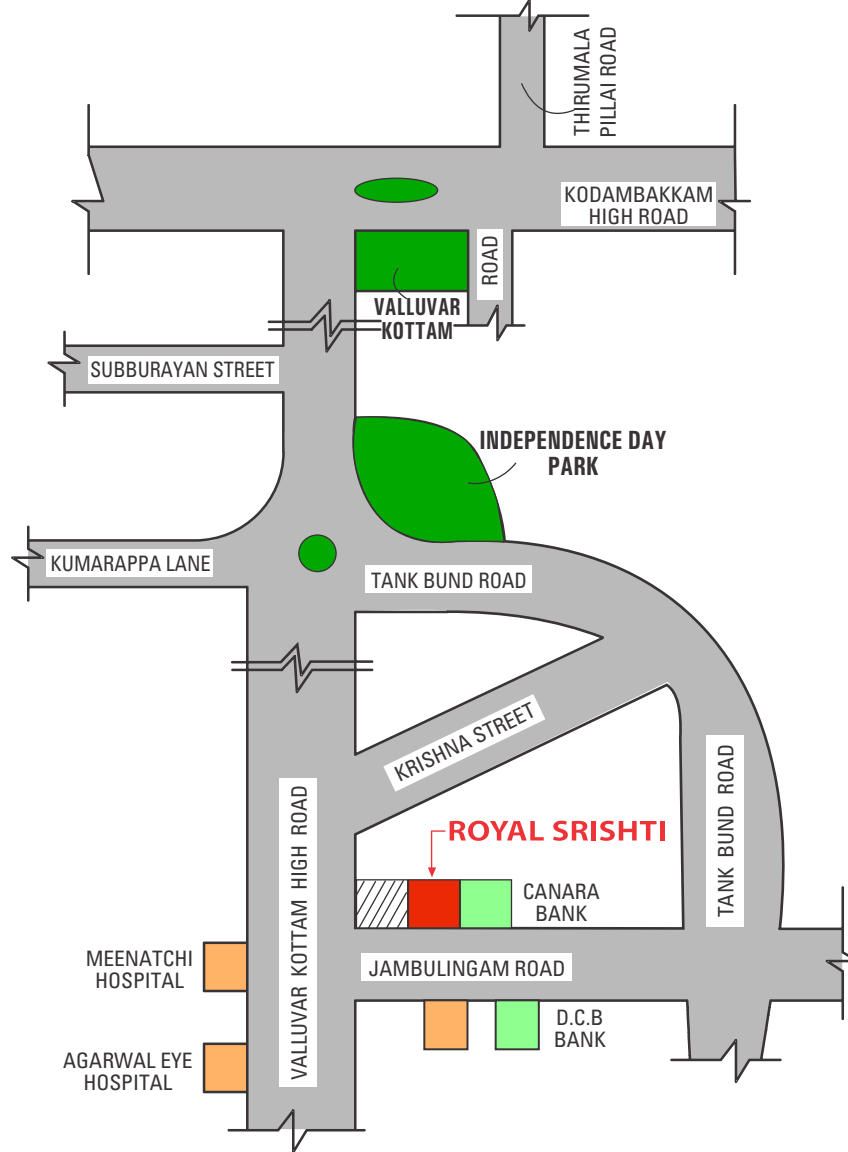 THIRUMALA
PILLAI ROAD
KODAMBAKKAM
HIGH ROAD
ROAD
VALLUVAR
KOTTAM
SUBBURAYAN STREET
INDEPENDENCE DAY
PARK
KUMARAPPA LANE
TANK BUND ROAD
KRISHNA STREET
TANK BUND ROAD
VALLUVAR KOTTAM HIGH ROAD
ROYAL SRISHTI
CANARA
BANK
MEENATCHI
HOSPITAL
JAMBULINGAM ROAD
D.C.B
BANK
AGARWAL EYE
HOSPITAL